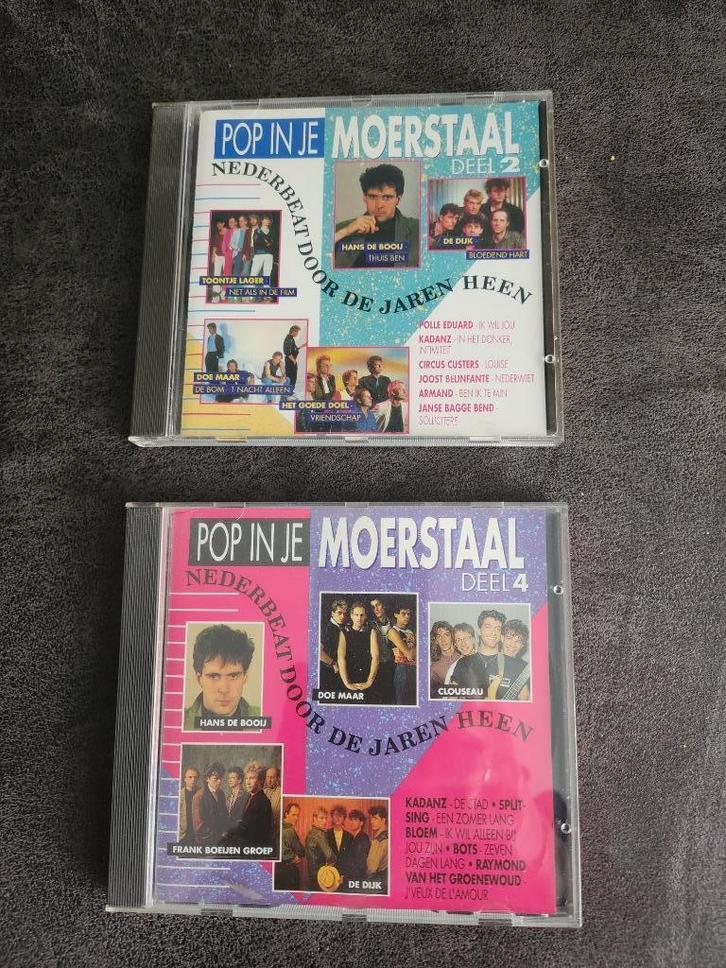 POP IN JE MOERSTAAL
DEEL 2
NEDERBEAT DOOR DE JAREN HEEN
HANS DE BOOIJ -
THUIS BEN
DE DIJK -
BLOEDEND HART
TOONTJE LAGER -
NET ALS IN DE FILM
DOE MAAR -
DE BOM - 1 NACHT ALLEEN
HET GOEDE DOEL -
VRIENDSCHAP
POLLE EDUARD - IK WIL JOU
KADANZ - IN HET DONKER,
INTIMITEIT
CIRCUS CUSTERS - LOUISE
JOOST BELINFANTE - NEDERWIET
ARMAND - BEN IK TE MIN
JANSE BAGGE BEND -
SOLLICITERE
POP IN JE MOERSTAAL
DEEL 4
NEDERBEAT DOOR DE JAREN HEEN
DOE MAAR
CLOUSEAU
HANS DE BOOIJ
FRANK BOEIJEN GROEP
DE DIJK
KADANZ - DE STAD • SPLIT-
SING - EEN ZOMER LANG
BLOEM - IK WIL ALLEEN BIJ
JOU ZIJN • BOTS - ZEVEN
DAGEN LANG • RAYMOND
VAN HET GROENEWOUD -
J'VEUX DE L'AMOUR